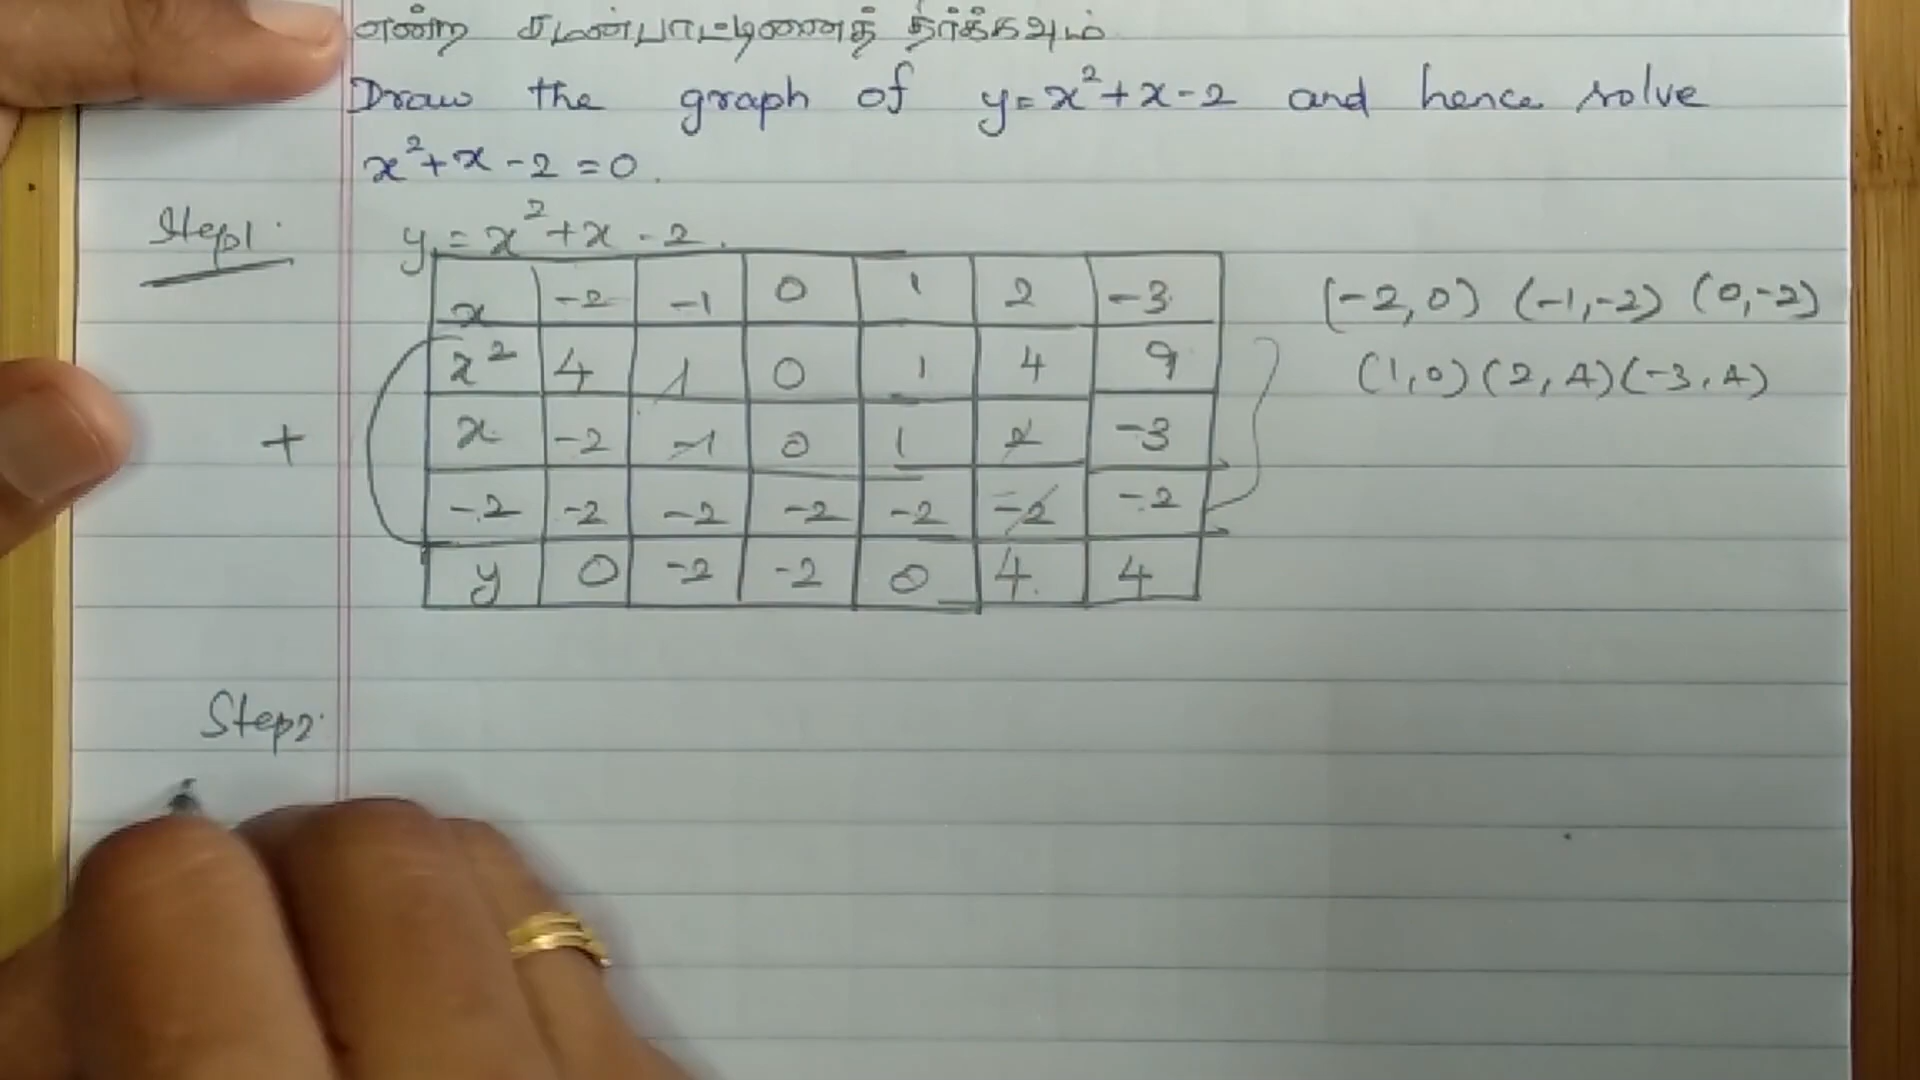 என்ற சமன்பாட்டினைத் தீர்க்கவும்
Draw the graph of y=x²+x-2 and hence solve
x²+x-2=0.
Step1. y=x²+x-2.
x -2 -1 0 1 2 -3 (-2,0) (-1,-2) (0,-2)
x² 4 1 0 1 4 9 (1,0) (2,4) (-3,4)
+ x -2 -1 0 1 2 -3
-2 -2 -2 -2 -2 -2 -2
y 0 -2 -2 0 4. 4
Step2.